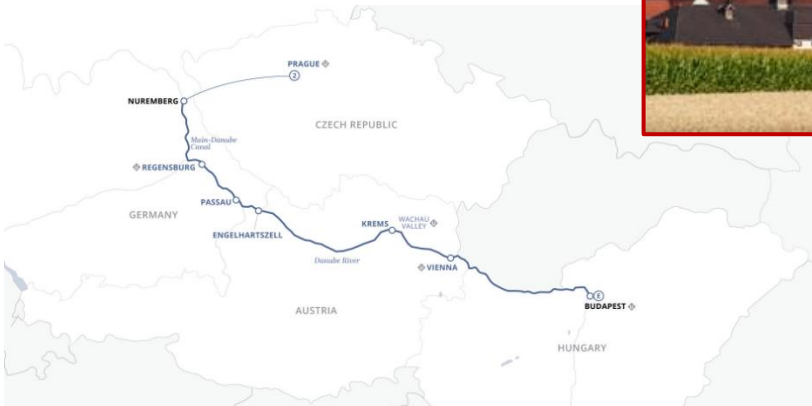 PRAGUE
2
NUREMBERG
CZECH REPUBLIC
Main-Danube
Canal
REGENSBURG
PASSAU
GERMANY
ENGELHARTSZELL
KREMS
WACHAU
VALLEY
Danube River
VIENNA
AUSTRIA
E
BUDAPEST
HUNGARY